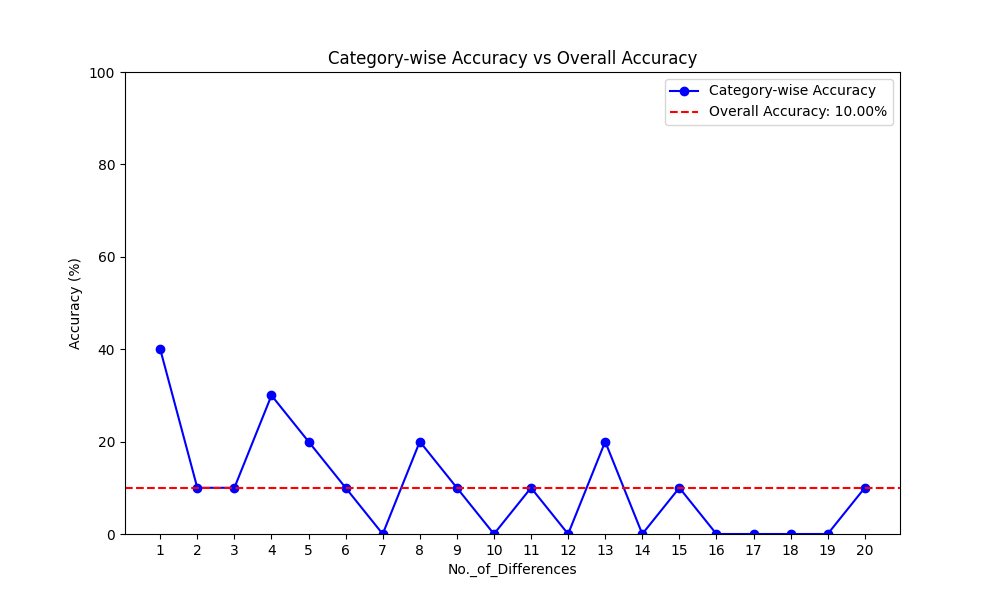 Category-wise Accuracy vs Overall Accuracy
Category-wise Accuracy
Overall Accuracy: 10.00%
Accuracy (%)
100
80
60
40
20
0
1 2 3 4 5 6 7 8 9 10 11 12 13 14 15 16 17 18 19 20
No._of_Differences